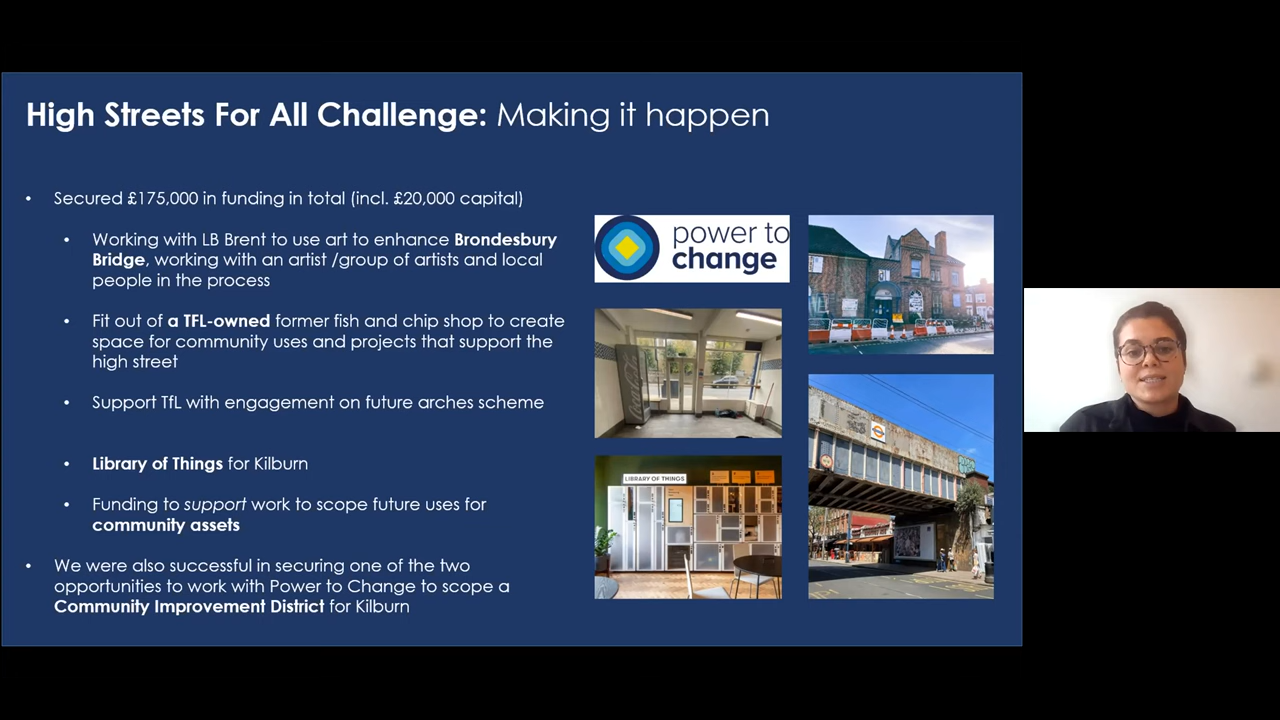 High Streets For All Challenge: Making it happen
• Secured £175,000 in funding in total (incl. £20,000 capital)
• Working with LB Brent to use art to enhance Brondesbury
Bridge, working with an artist /group of artists and local
people in the process
• Fit out of a TFL-owned former fish and chip shop to create
space for community uses and projects that support the
high street
• Support TfL with engagement on future arches scheme
• Library of Things for Kilburn
• Funding to support work to scope future uses for
community assets
• We were also successful in securing one of the two
opportunities to work with Power to Change to scope a
Community Improvement District for Kilburn
power to
change
LIBRARY OF THINGS